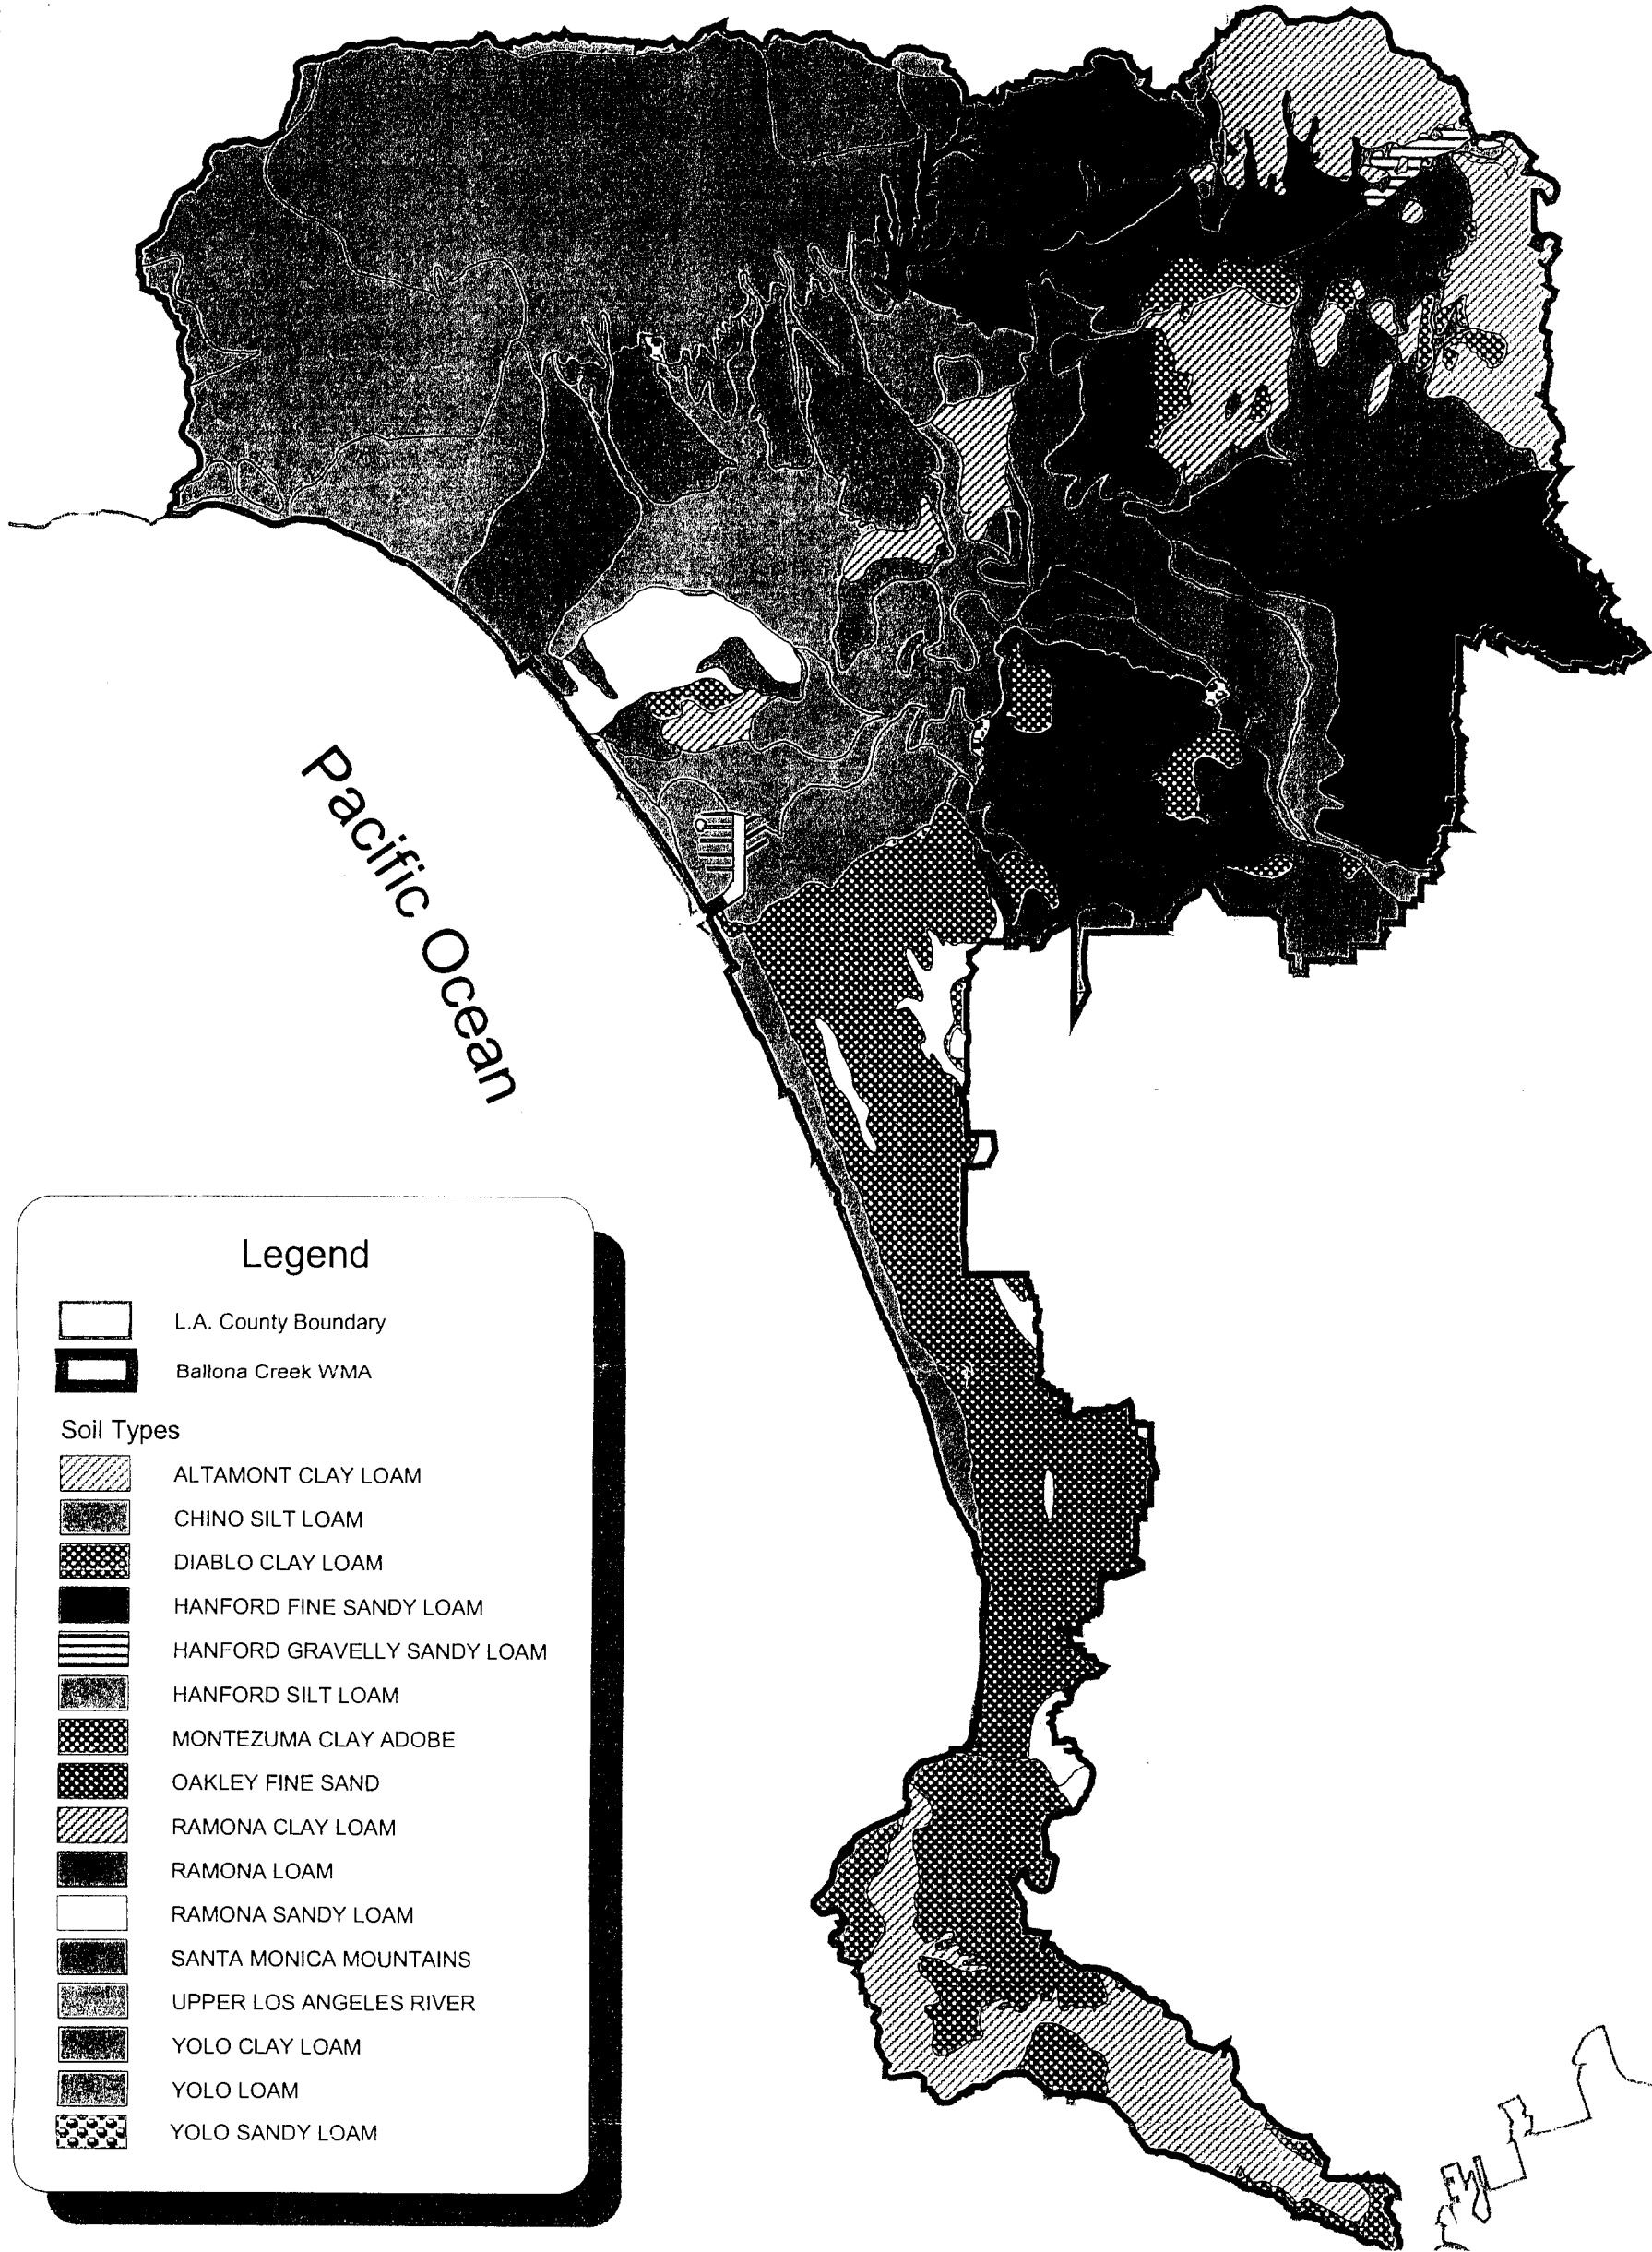 Pacific Ocean
Legend
L.A. County Boundary
Ballona Creek WMA
Soil Types
ALTAMONT CLAY LOAM
CHINO SILT LOAM
DIABLO CLAY LOAM
HANFORD FINE SANDY LOAM
HANFORD GRAVELLY SANDY LOAM
HANFORD SILT LOAM
MONTEZUMA CLAY ADOBE
OAKLEY FINE SAND
RAMONA CLAY LOAM
RAMONA LOAM
RAMONA SANDY LOAM
SANTA MONICA MOUNTAINS
UPPER LOS ANGELES RIVER
YOLO CLAY LOAM
YOLO LOAM
YOLO SANDY LOAM